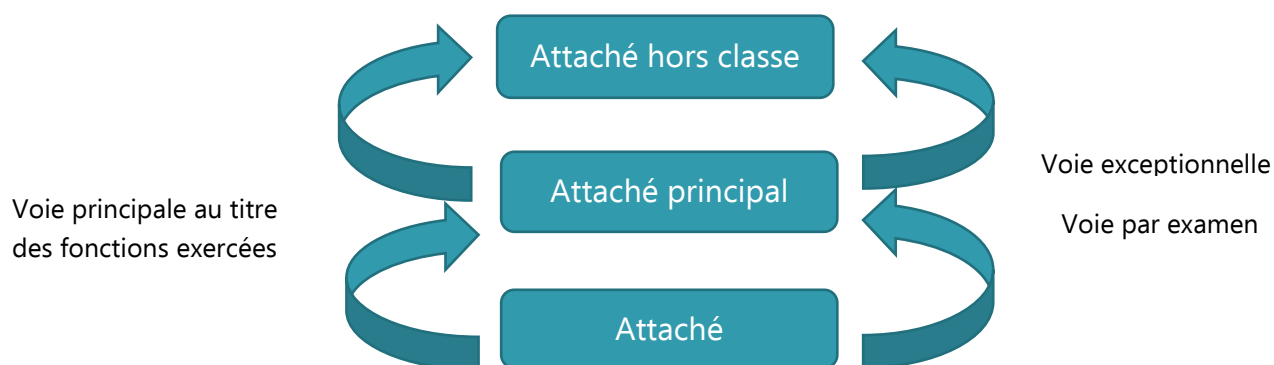 Attaché hors classe
Voie exceptionnelle
Attaché principal
Voie principale au titre
des fonctions exercées
Voie par examen
Attaché